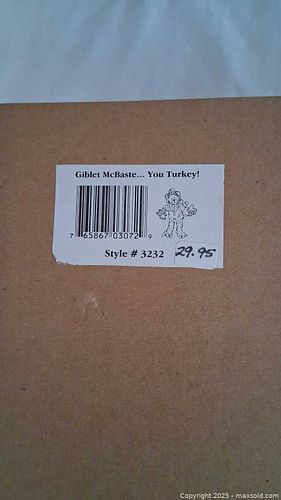 Giblet McBaste... You Turkey!
7 65867 03072 9
Style # 3232
29.95
Copyright 2025 - maxsold.com